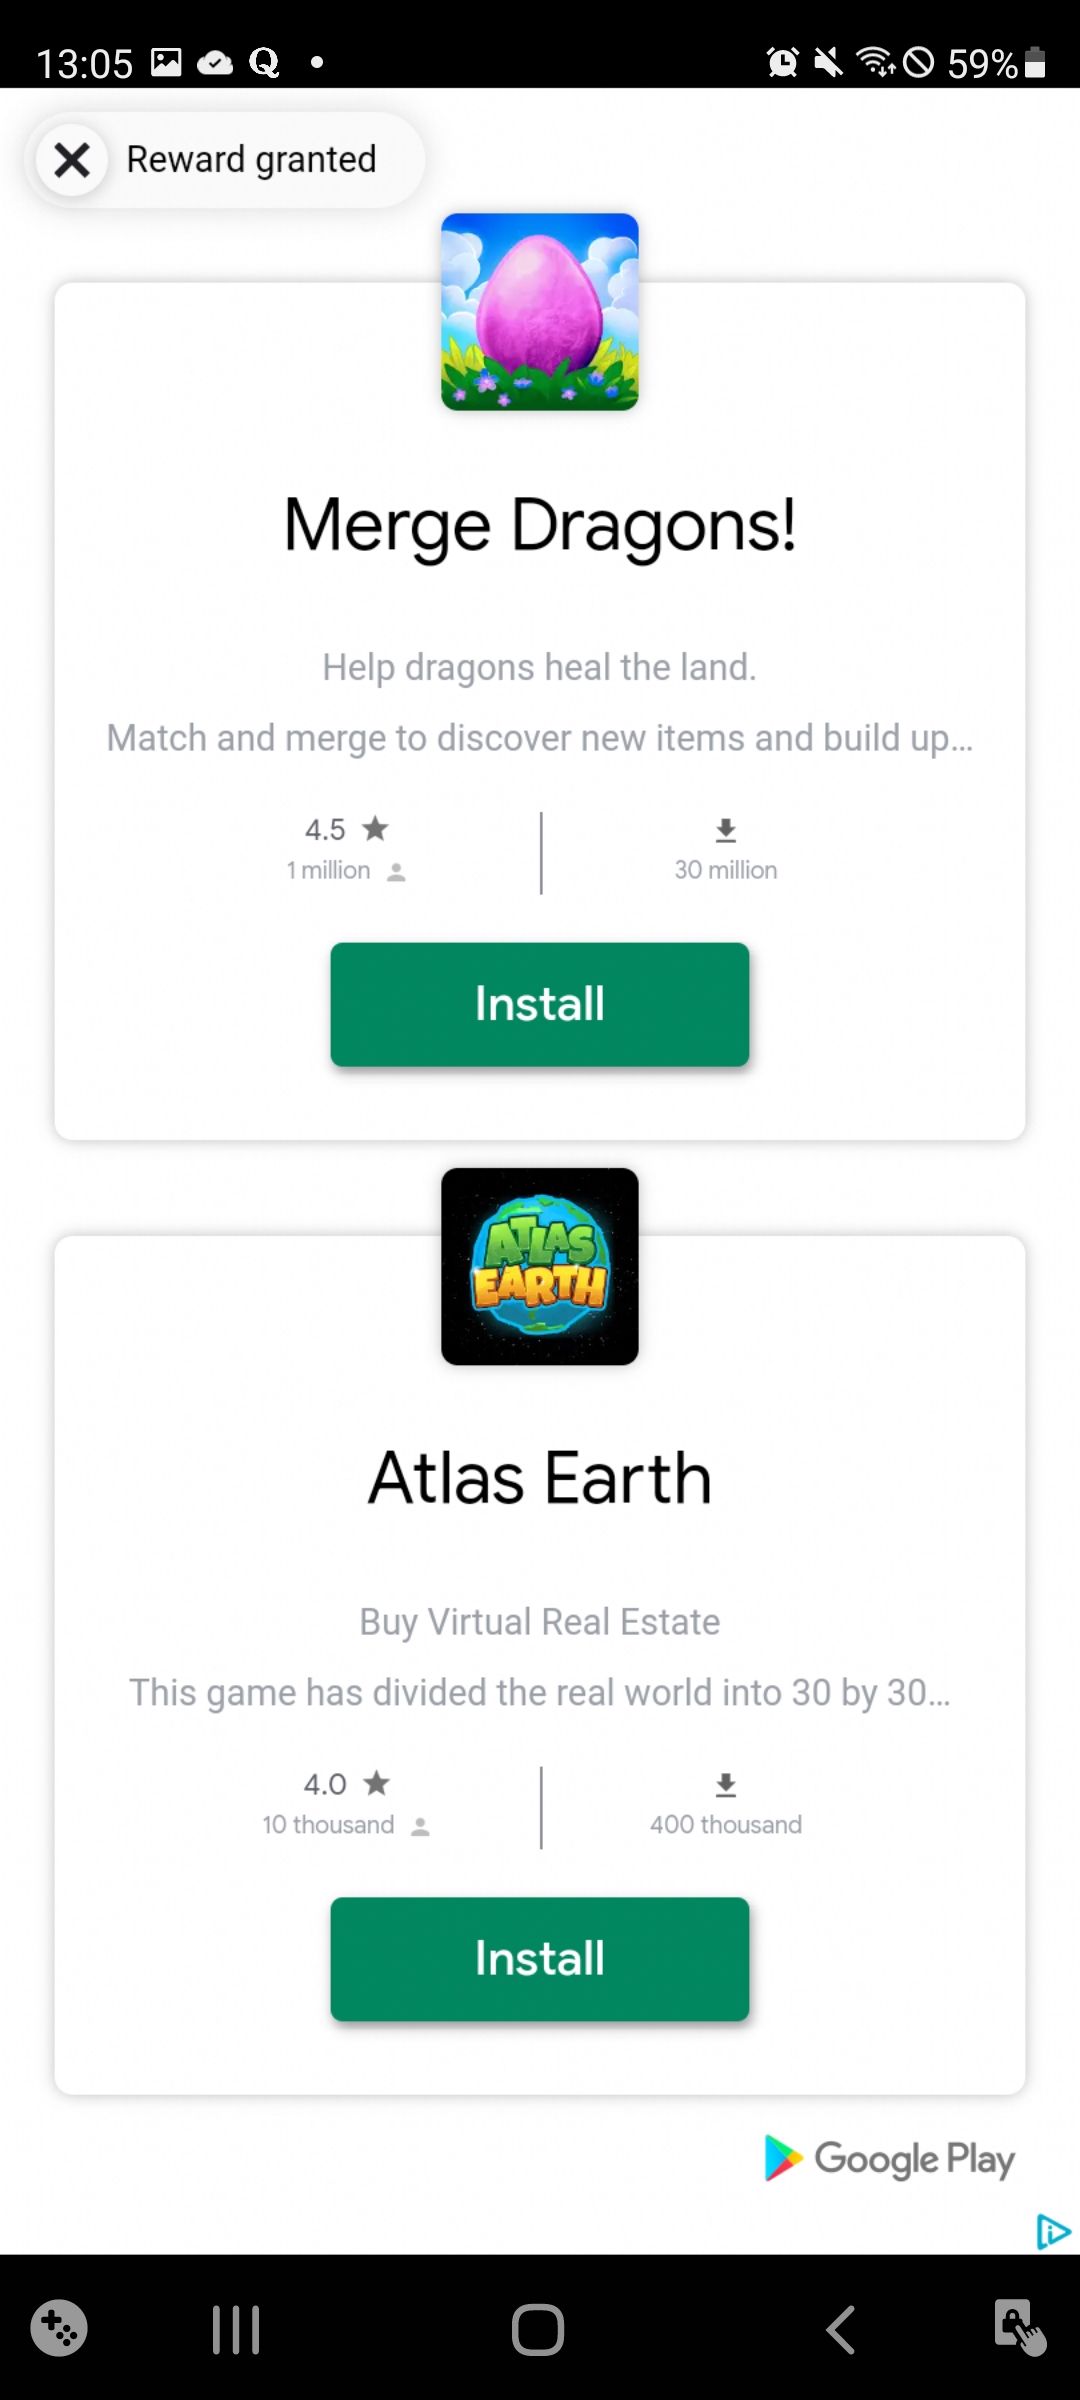 13:05 Q 59%
Reward granted
Merge Dragons!
Help dragons heal the land.
Match and merge to discover new items and build up...
4.5
1 million
30 million
Install
ATLAS
EARTH
Atlas Earth
Buy Virtual Real Estate
This game has divided the real world into 30 by 30...
4.0
10 thousand
400 thousand
Install
Google Play